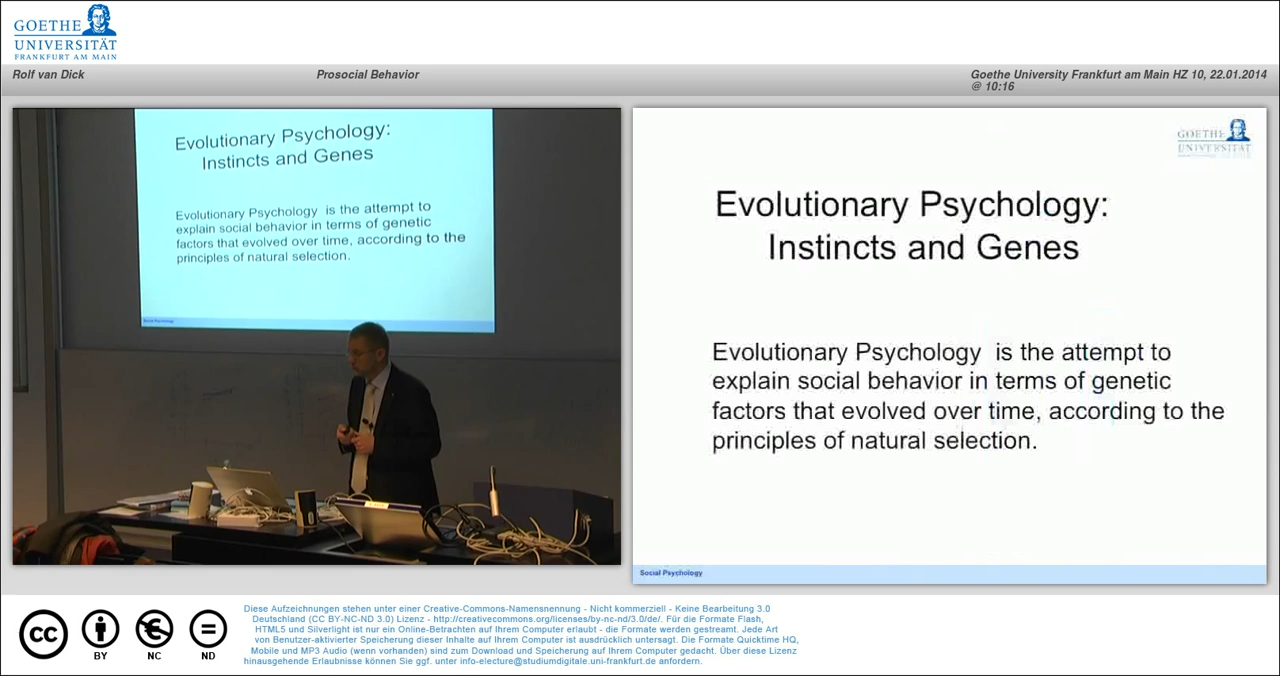 GOETHE
UNIVERSITÄT
FRANKFURT AM MAIN
Rolf van Dick
Prosocial Behavior
Goethe University Frankfurt am Main HZ 10, 22.01.2014
@ 10:16
Evolutionary Psychology:
Instincts and Genes
Evolutionary Psychology is the attempt to
explain social behavior in terms of genetic
factors that evolved over time, according to the
principles of natural selection.
Social Psychology
GOETHE
UNIVERSITÄT
Evolutionary Psychology:
Instincts and Genes
Evolutionary Psychology is the attempt to
explain social behavior in terms of genetic
factors that evolved over time, according to the
principles of natural selection.
Social Psychology
cc
BY
NC
ND
Diese Aufzeichnungen stehen unter einer Creative-Commons-Namensnennung - Nicht kommerziell - Keine Bearbeitung 3.0
Deutschland (CC BY-NC-ND 3.0) Lizenz - http://creativecommons.org/licenses/by-nc-nd/3.0/de/. Für die Formate Flash,
HTML5 und Silverlight ist nur ein Online-Betrachten auf Ihrem Computer erlaubt - die Formate werden gestreamt. Jede Art
von Benutzer-aktivierter Speicherung dieser Inhalte auf Ihrem Computer ist ausdrücklich untersagt. Die Formate Quicktime HQ,
Mobile und MP3 Audio (wenn vorhanden) sind zum Download und Speicherung auf Ihrem Computer gedacht. Über diese Lizenz
hinausgehende Erlaubnisse können Sie ggf. unter info-electure@studiumdigitale.uni-frankfurt.de anfordern.